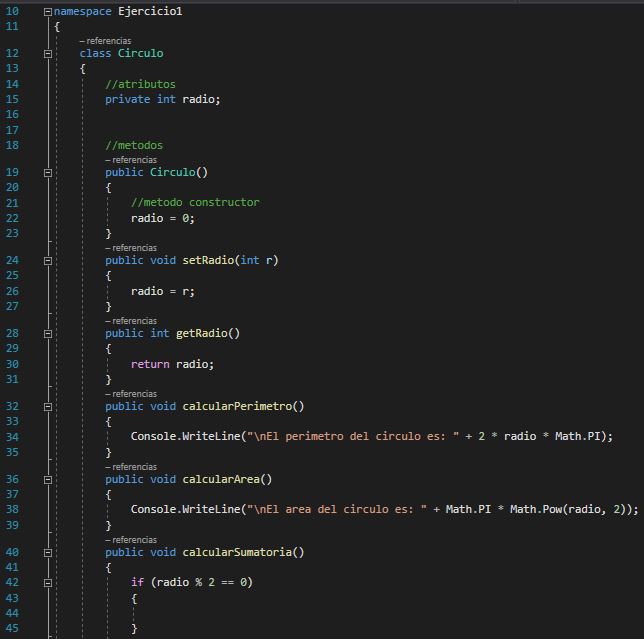 10 namespace Ejercicio1
11 {
– referencias
12 class Circulo
13 {
14 //atributos
15 private int radio;
16
17
18 //metodos
– referencias
19 public Circulo()
20 {
21 //metodo constructor
22 radio = 0;
23 }
– referencias
24 public void setRadio(int r)
25 {
26 radio = r;
27 }
– referencias
28 public int getRadio()
29 {
30 return radio;
31 }
– referencias
32 public void calcularPerimetro()
33 {
34 Console.WriteLine("\nEl perimetro del circulo es: " + 2 * radio * Math.PI);
35 }
– referencias
36 public void calcularArea()
37 {
38 Console.WriteLine("\nEl area del circulo es: " + Math.PI * Math.Pow(radio, 2));
39 }
– referencias
40 public void calcularSumatoria()
41 {
42 if (radio % 2 == 0)
43 {
44
45 }